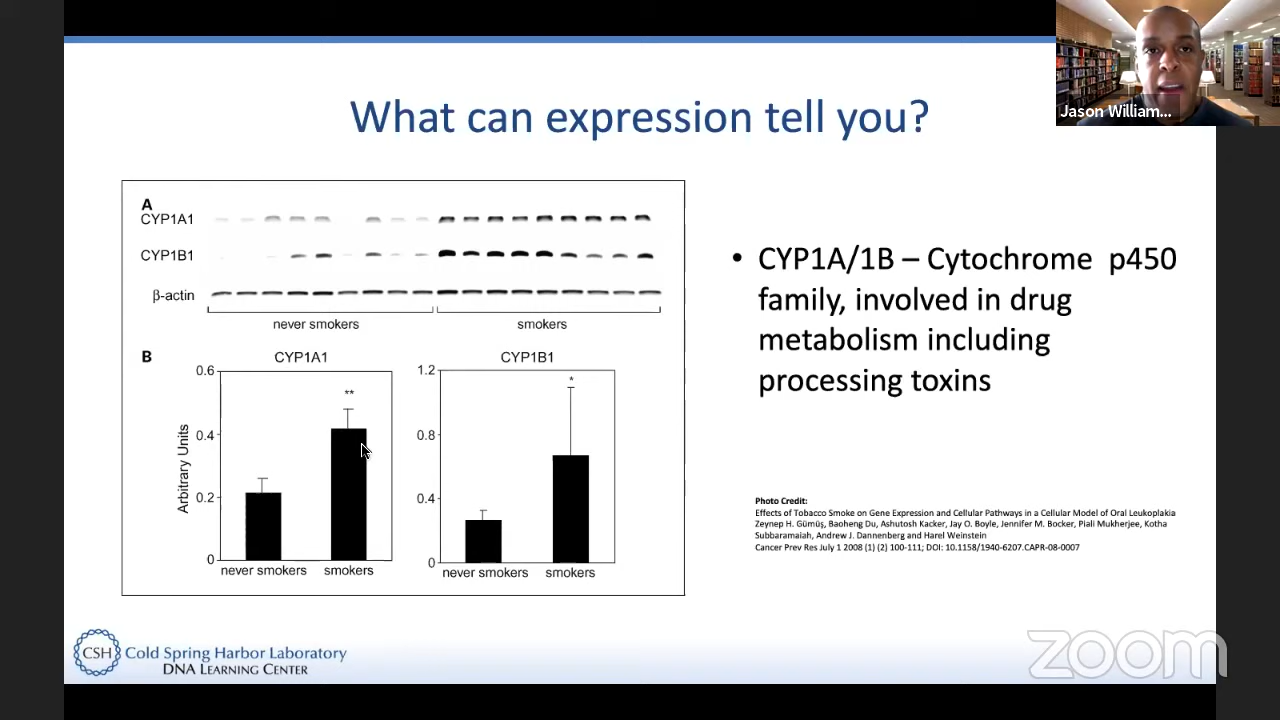 Jason William...
What can expression tell you?
A
CYP1A1
CYP1B1
β-actin
never smokers smokers
B
CYP1A1 CYP1B1
0.6 1.2
** *
0.4 0.8
Arbitrary Units
0.2 0.4
0 0
never smokers smokers never smokers smokers
• CYP1A/1B – Cytochrome p450
family, involved in drug
metabolism including
processing toxins
Photo Credit:
Effects of Tobacco Smoke on Gene Expression and Cellular Pathways in a Cellular Model of Oral Leukoplakia
Zeynep H. Gümüş, Baoheng Du, Ashutosh Kacker, Jay O. Boyle, Jennifer M. Bocker, Piali Mukherjee, Kotha
Subbaramaiah, Andrew J. Dannenberg and Harel Weinstein
Cancer Prev Res July 1 2008 (1) (2) 100-111; DOI: 10.1158/1940-6207.CAPR-08-0007
CSH Cold Spring Harbor Laboratory
DNA LEARNING CENTER
zoom